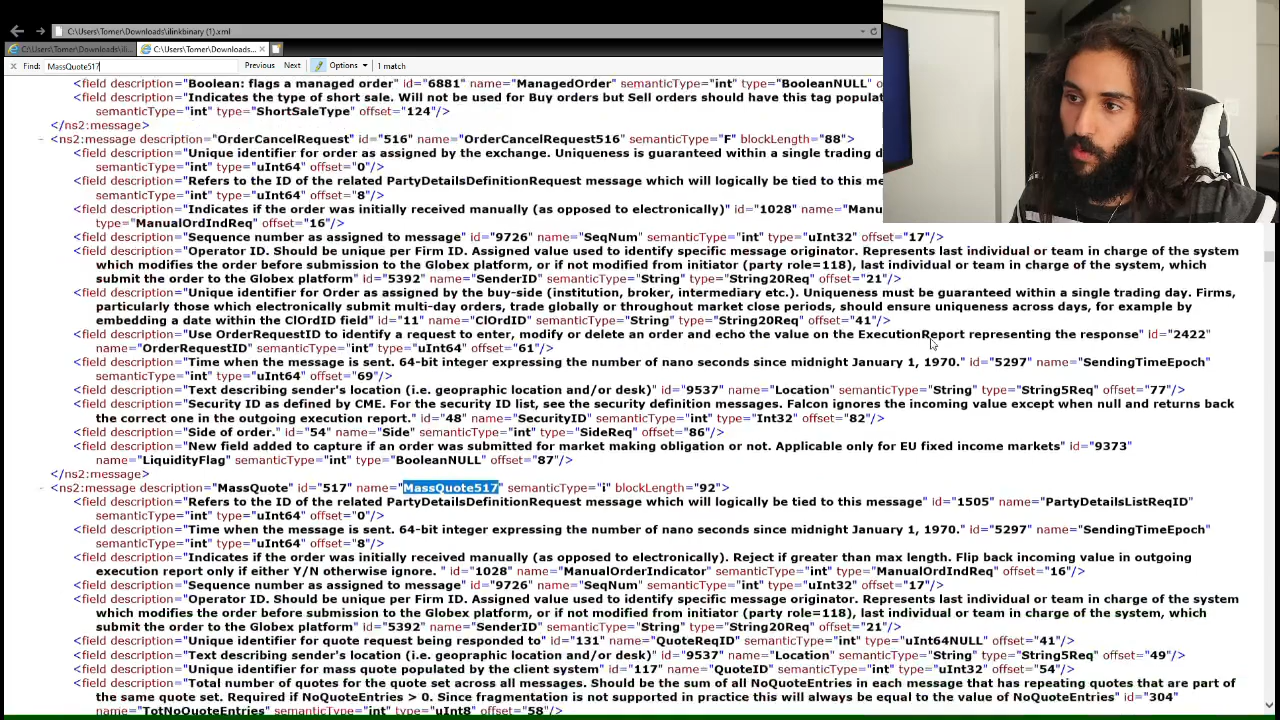 C:\Users\Tomer\Downloads\ilinkbinary (1).xml
C:\Users\Tomer\Downloads\ili... C:\Users\Tomer\Downloads... ×
x Find: MassQuote517 Previous Next Options 1 match
<field description="Boolean: flags a managed order" id="6881" name="ManagedOrder" semanticType="int" type="BooleanNULL"
<field description="Indicates the type of short sale. Will not be used for Buy orders but Sell orders should have this tag populat
semanticType="int" type="ShortSaleType" offset="124"/>
</ns2:message>
- <ns2:message description="OrderCancelRequest" id="516" name="OrderCancelRequest516" semanticType="F" blockLength="88">
<field description="Unique identifier for order as assigned by the exchange. Uniqueness is guaranteed within a single trading d
semanticType="int" type="uInt64" offset="0"/>
<field description="Refers to the ID of the related PartyDetailsDefinitionRequest message which will logically be tied to this me
semanticType="int" type="uInt64" offset="8"/>
<field description="Indicates if the order was initially received manually (as opposed to electronically)" id="1028" name="Manua
type="ManualOrdIndReq" offset="16"/>
<field description="Sequence number as assigned to message" id="9726" name="SeqNum" semanticType="int" type="uInt32" offset="17"/>
<field description="Operator ID. Should be unique per Firm ID. Assigned value used to identify specific message originator. Represents last individual or team in charge of the system
which modifies the order before submission to the Globex platform, or if not modified from initiator (party role=118), last individual or team in charge of the system, which
submit the order to the Globex platform" id="5392" name="SenderID" semanticType="String" type="String20Req" offset="21"/>
<field description="Unique identifier for Order as assigned by the buy-side (institution, broker, intermediary etc.). Uniqueness must be guaranteed within a single trading day. Firms,
particularly those which electronically submit multi-day orders, trade globally or throughout market close periods, should ensure uniqueness across days, for example by
embedding a date within the ClOrdID field" id="11" name="ClOrdID" semanticType="String" type="String20Req" offset="41"/>
<field description="Use OrderRequestID to identify a request to enter, modify or delete an order and echo the value on the ExecutionReport representing the response" id="2422"
name="OrderRequestID" semanticType="int" type="uInt64" offset="61"/>
<field description="Time when the message is sent. 64-bit integer expressing the number of nano seconds since midnight January 1, 1970." id="5297" name="SendingTimeEpoch"
semanticType="int" type="uInt64" offset="69"/>
<field description="Text describing sender's location (i.e. geopraphic location and/or desk)" id="9537" name="Location" semanticType="String" type="String5Req" offset="77"/>
<field description="Security ID as defined by CME. For the security ID list, see the security definition messages. Falcon ignores the incoming value except when null and returns back
the correct one in the outgoing execution report." id="48" name="SecurityID" semanticType="int" type="Int32" offset="82"/>
<field description="Side of order." id="54" name="Side" semanticType="int" type="SideReq" offset="86"/>
<field description="New field added to capture if an order was submitted for market making obligation or not. Applicable only for EU fixed income markets" id="9373"
name="LiquidityFlag" semanticType="int" type="BooleanNULL" offset="87"/>
</ns2:message>
- <ns2:message description="MassQuote" id="517" name="MassQuote517" semanticType="i" blockLength="92">
<field description="Refers to the ID of the related PartyDetailsDefinitionRequest message which will logically be tied to this message" id="1505" name="PartyDetailsListReqID"
semanticType="int" type="uInt64" offset="0"/>
<field description="Time when the message is sent. 64-bit integer expressing the number of nano seconds since midnight January 1, 1970." id="5297" name="SendingTimeEpoch"
semanticType="int" type="uInt64" offset="8"/>
<field description="Indicates if the order was initially received manually (as opposed to electronically). Reject if greater than max length. Flip back incoming value in outgoing
execution report only if either Y/N otherwise ignore. " id="1028" name="ManualOrderIndicator" semanticType="int" type="ManualOrdIndReq" offset="16"/>
<field description="Sequence number as assigned to message" id="9726" name="SeqNum" semanticType="int" type="uInt32" offset="17"/>
<field description="Operator ID. Should be unique per Firm ID. Assigned value used to identify specific message originator. Represents last individual or team in charge of the system
which modifies the order before submission to the Globex platform, or if not modified from initiator (party role=118), last individual or team in charge of the system, which
submit the order to the Globex platform" id="5392" name="SenderID" semanticType="String" type="String20Req" offset="21"/>
<field description="Unique identifier for quote request being responded to" id="131" name="QuoteReqID" semanticType="int" type="uInt64NULL" offset="41"/>
<field description="Text describing sender's location (i.e. geopraphic location and/or desk)" id="9537" name="Location" semanticType="String" type="String5Req" offset="49"/>
<field description="Unique identifier for mass quote populated by the client system" id="117" name="QuoteID" semanticType="int" type="uInt32" offset="54"/>
<field description="Total number of quotes for the quote set across all messages. Should be the sum of all NoQuoteEntries in each message that has repeating quotes that are part of
the same quote set. Required if NoQuoteEntries > 0. Since fragmentation is not supported in practice this will always be equal to the value of NoQuoteEntries" id="304"
name="TotNoQuoteEntries" semanticType="int" type="uInt8" offset="58"/>